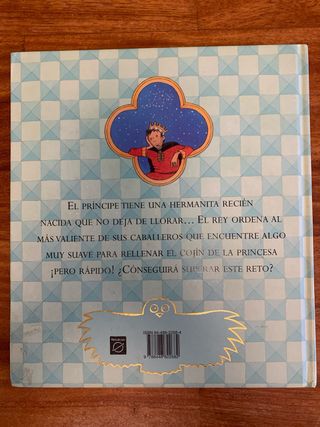 EL PRÍNCIPE TIENE UNA HERMANITA RECIÉN
NACIDA QUE NO DEJA DE LLORAR... EL REY ORDENA AL
MÁS VALIENTE DE SUS CABALLEROS QUE ENCUENTRE ALGO
MUY SUAVE PARA RELLENAR EL COJÍN DE LA PRINCESA
¡PERO RÁPIDO! ¿CONSEGUIRÁ SUPERAR ESTE RETO?